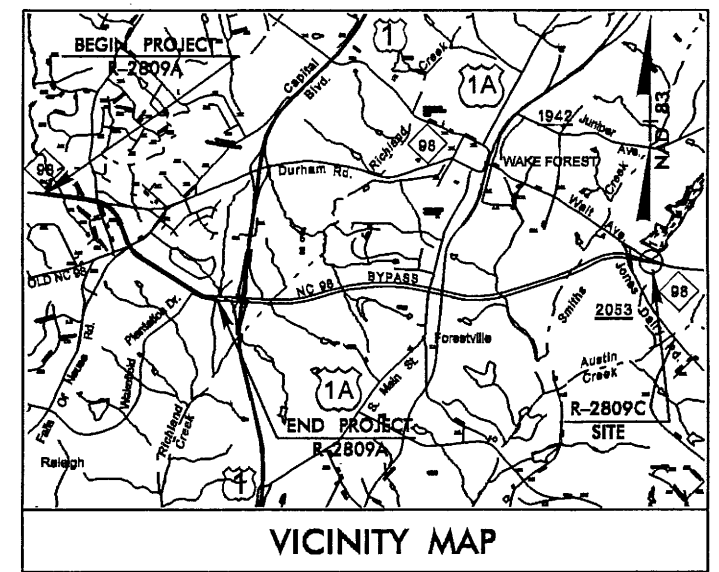 BEGIN PROJECT
R-2809A
Capital
Blvd.
1
Creek
Richland
1A
98
1942
Juniper
Ave.
NAD 83
98
Durham Rd.
WAKE FOREST
Creek
Wait Ave.
OLD NC 98
NC 98 BYPASS
Jones Dairy
98
Plantation Dr.
Smiths
2053
Falls Of Neuse Rd.
Wakefield
Forestville
Austin
Creek
Richland
Creek
1A
S. Main St.
END PROJECT
R-2809A
R-2809C
SITE
Raleigh
1
VICINITY MAP